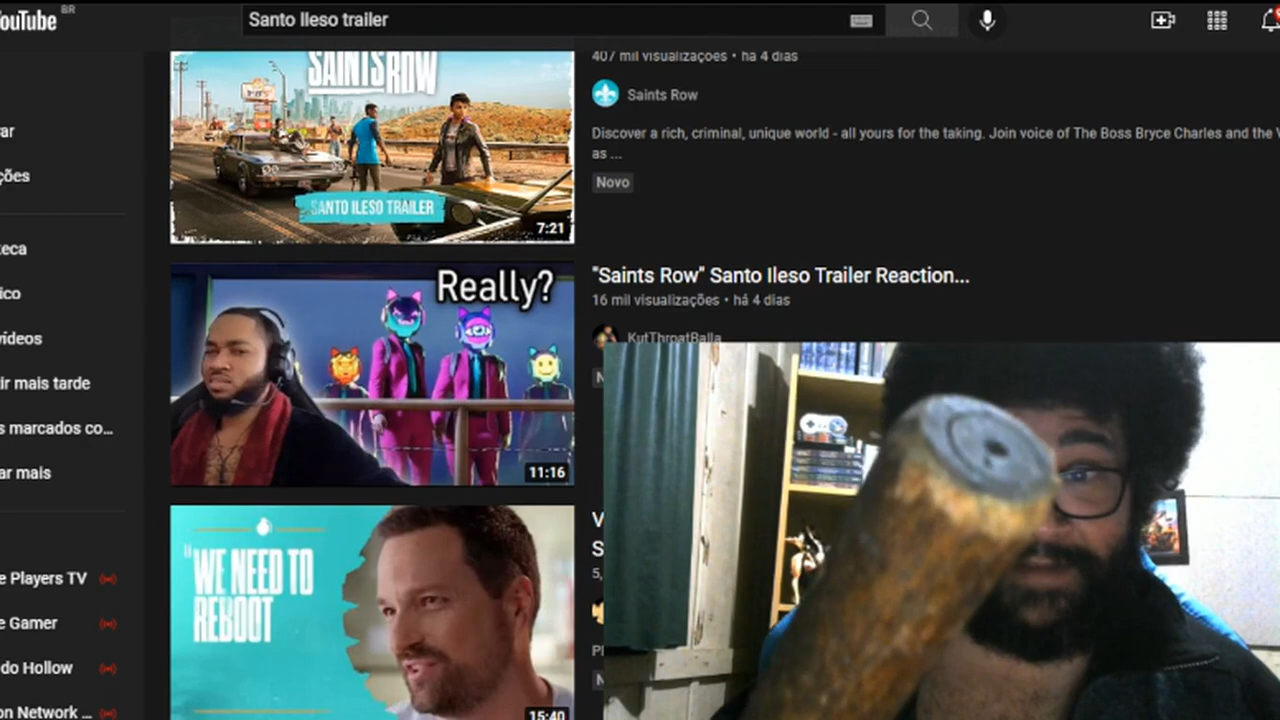 YouTube BR
Santo Ileso trailer
407 mil visualizações • há 4 dias
SAINTS ROW
Saints Row
Discover a rich, criminal, unique world - all yours for the taking. Join voice of The Boss Bryce Charles and the
as ...
Novo
SANTO ILESO TRAILER
7:21
ar
ções
eca
ico
vídeos
ir mais tarde
s marcados co...
ar mais
Really?
11:16
"Saints Row" Santo Ileso Trailer Reaction...
16 mil visualizações • há 4 dias
KutThroatBalla
"WE NEED TO
REBOOT
15:40
e Players TV
e Gamer
do Hollow
on Network ...